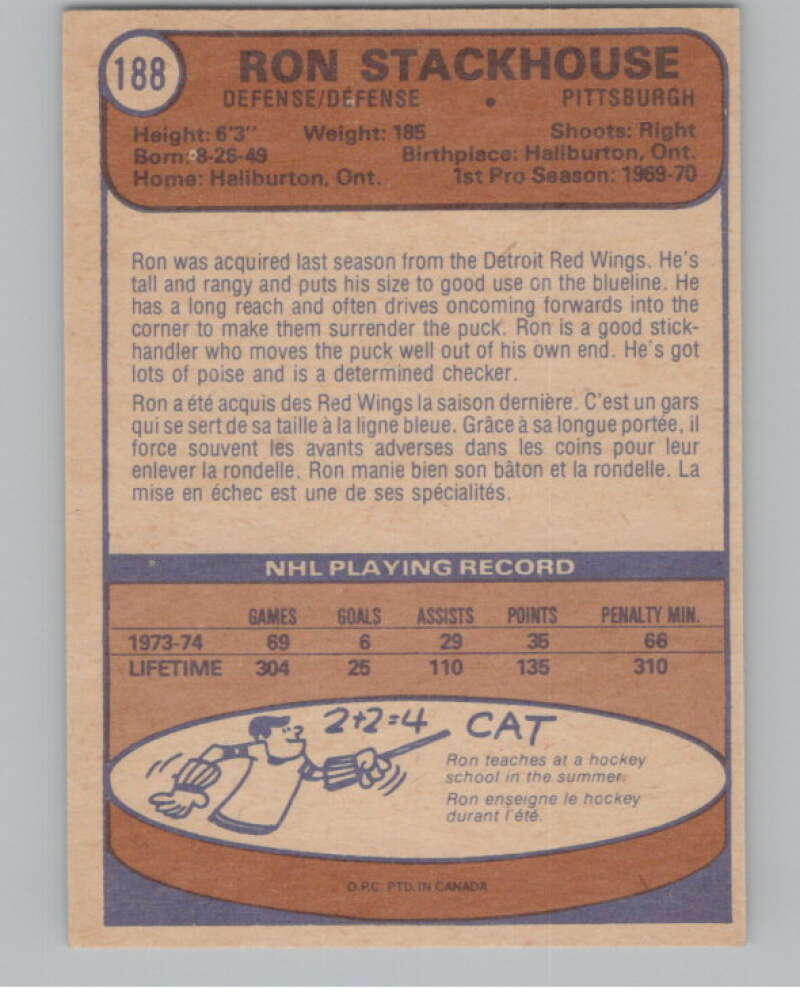 188
RON STACKHOUSE
DEFENSE/DÉFENSE • PITTSBURGH
Height: 6'3" Weight: 185 Shoots: Right
Born: 8-26-49 Birthplace: Haliburton, Ont.
Home: Haliburton, Ont. 1st Pro Season: 1969-70
Ron was acquired last season from the Detroit Red Wings. He's
tall and rangy and puts his size to good use on the blueline. He
has a long reach and often drives oncoming forwards into the
corner to make them surrender the puck. Ron is a good stick-
handler who moves the puck well out of his own end. He's got
lots of poise and is a determined checker.
Ron a été acquis des Red Wings la saison dernière. C'est un gars
qui se sert de sa taille à la ligne bleue. Grâce à sa longue portée, il
force souvent les avants adverses dans les coins pour leur
enlever la rondelle. Ron manie bien son bâton et la rondelle. La
mise en échec est une de ses spécialités.
NHL PLAYING RECORD
GAMES GOALS ASSISTS POINTS PENALTY MIN.
1973-74 69 6 29 35 66
LIFETIME 304 25 110 135 310
2+2=4 CAT
Ron teaches at a hockey
school in the summer.
Ron enseigne le hockey
durant l'été.
O.P.C. PTD. IN CANADA